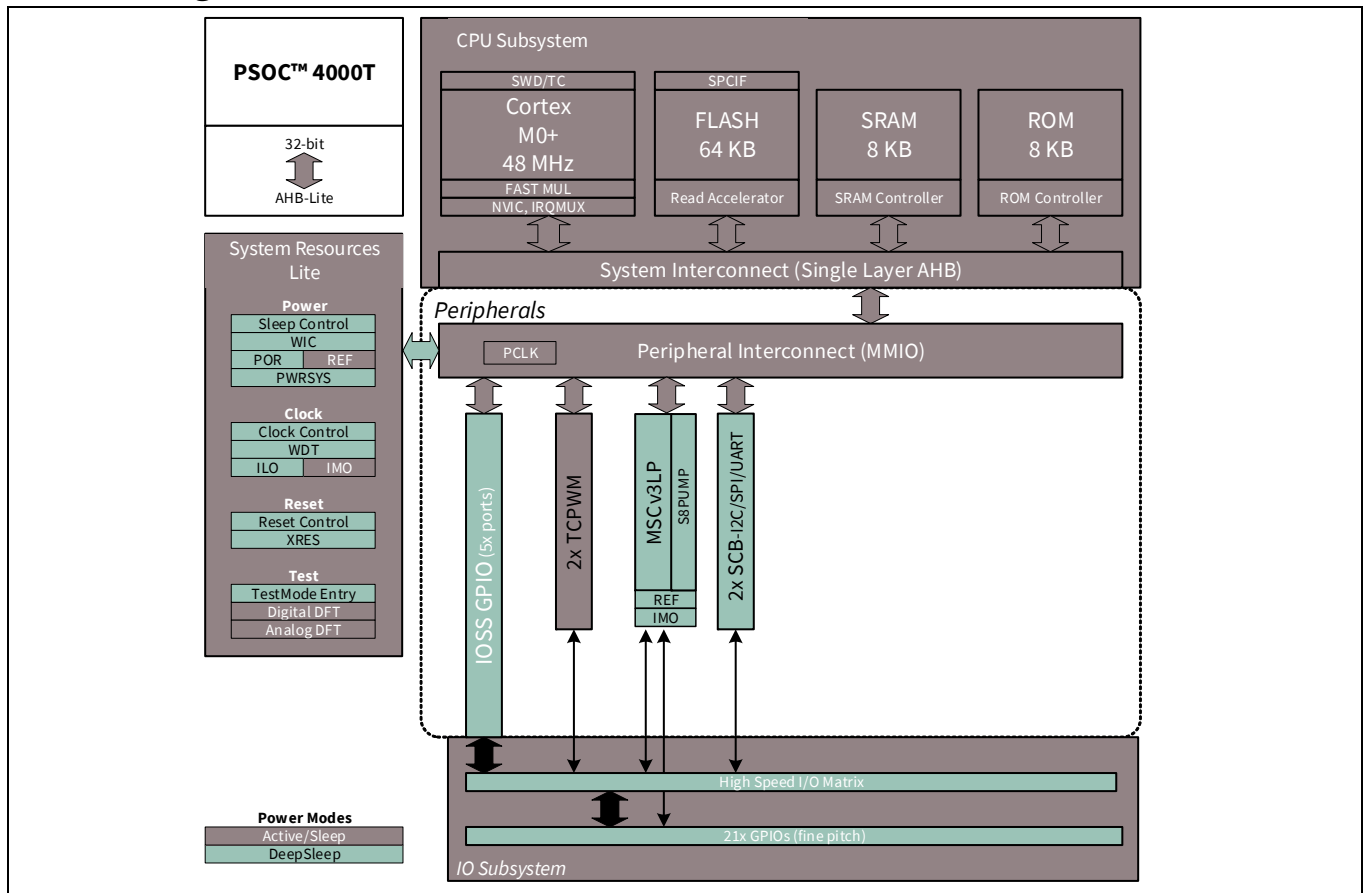 PSOC™ 4000T
32-bit
AHB-Lite
CPU Subsystem
SWD/TC
Cortex
M0+
48 MHz
FAST MUL
NVIC, IRQMUX
SPCIF
FLASH
64 KB
Read Accelerator
SRAM
8 KB
SRAM Controller
ROM
8 KB
ROM Controller
System Interconnect (Single Layer AHB)
System Resources
Lite
Power
Sleep Control
WIC
POR
REF
PWRSYS
Clock
Clock Control
WDT
ILO
IMO
Reset
Reset Control
XRES
Test
TestMode Entry
Digital DFT
Analog DFT
Peripherals
PCLK
Peripheral Interconnect (MMIO)
IOSS GPIO (5x ports)
2x TCPWM
MSCv3LP
S8PUMP
REF
IMO
2x SCB-I2C/SPI/UART
High Speed I/O Matrix
21x GPIOs (fine pitch)
IO Subsystem
Power Modes
Active/Sleep
DeepSleep